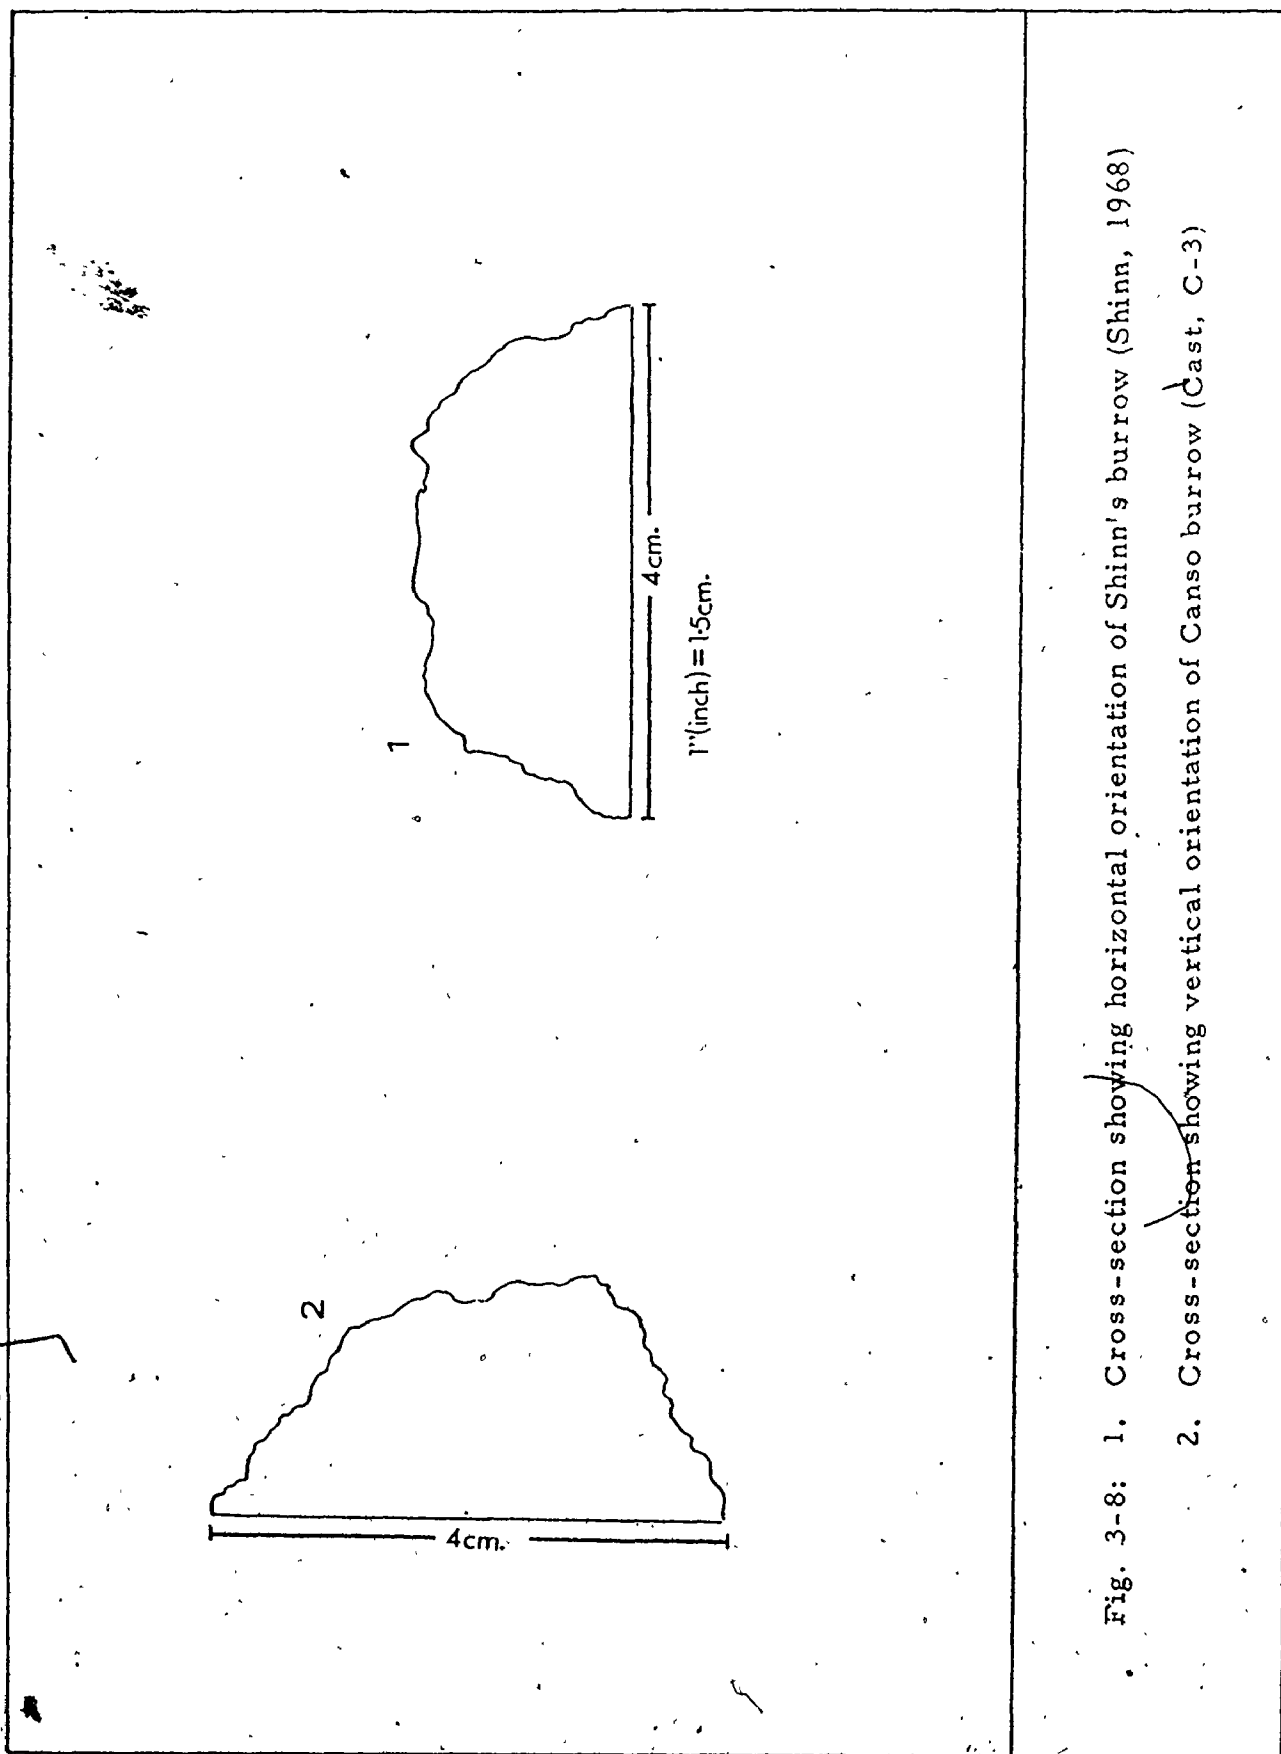 2
4cm.
1
4cm.
1"(inch) = 1·5cm.
Fig. 3-8: 1. Cross-section showing horizontal orientation of Shinn's burrow (Shinn, 1968)
2. Cross-section showing vertical orientation of Canso burrow (Cast, C-3)